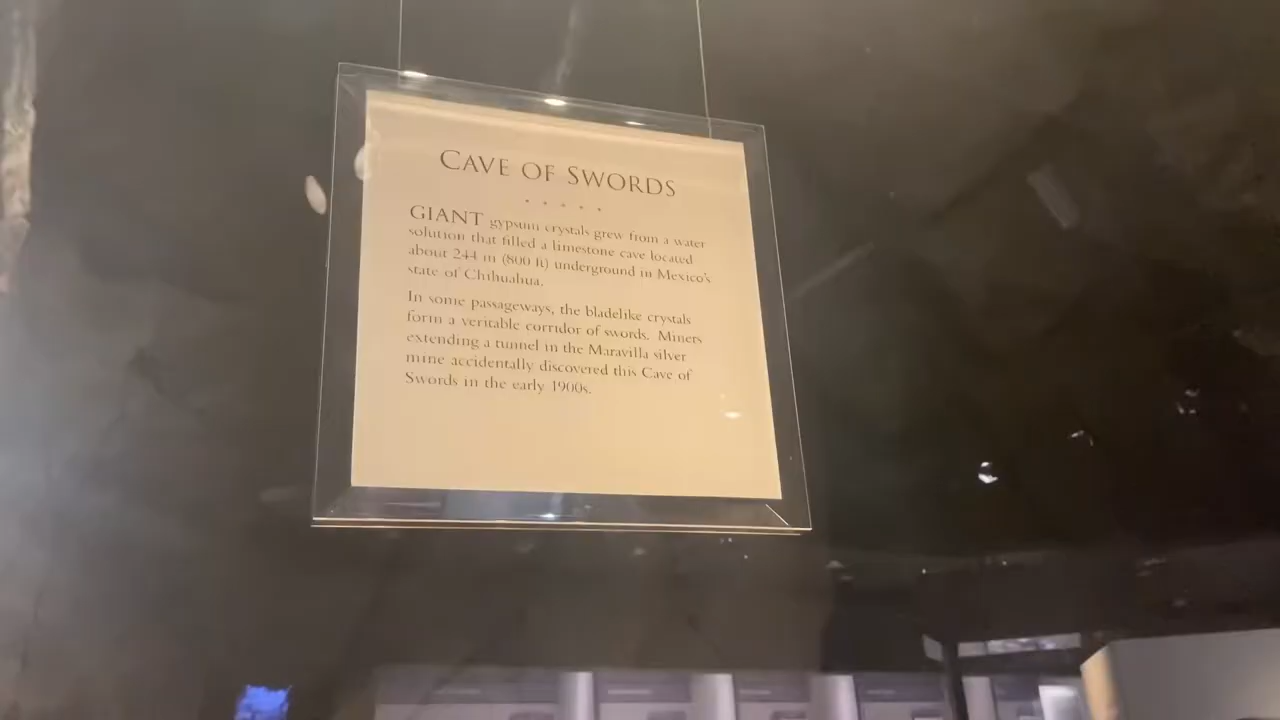 CAVE OF SWORDS
GIANT gypsum crystals grew from a water
solution that filled a limestone cave located
about 244 m (800 ft) underground in Mexico's
state of Chihuahua.
In some passageways, the bladelike crystals
form a veritable corridor of swords. Miners
extending a tunnel in the Maravilla silver
mine accidentally discovered this Cave of
Swords in the early 1900s.